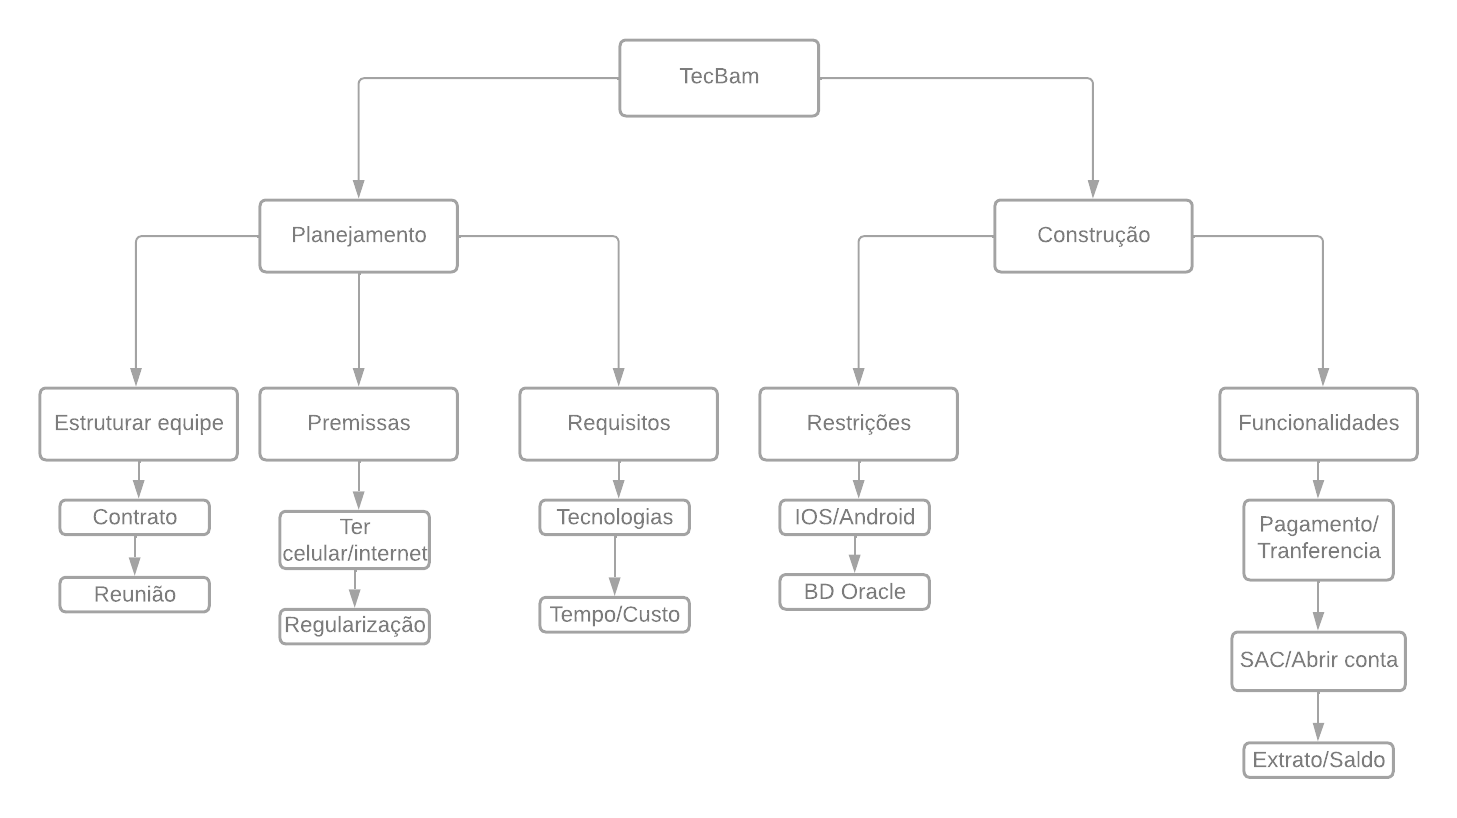 TecBam
Planejamento
Construção
Estruturar equipe
Premissas
Requisitos
Restrições
Funcionalidades
Contrato
Reunião
Ter
celular/internet
Regularização
Tecnologias
Tempo/Custo
IOS/Android
BD Oracle
Pagamento/
Tranferencia
SAC/Abrir conta
Extrato/Saldo